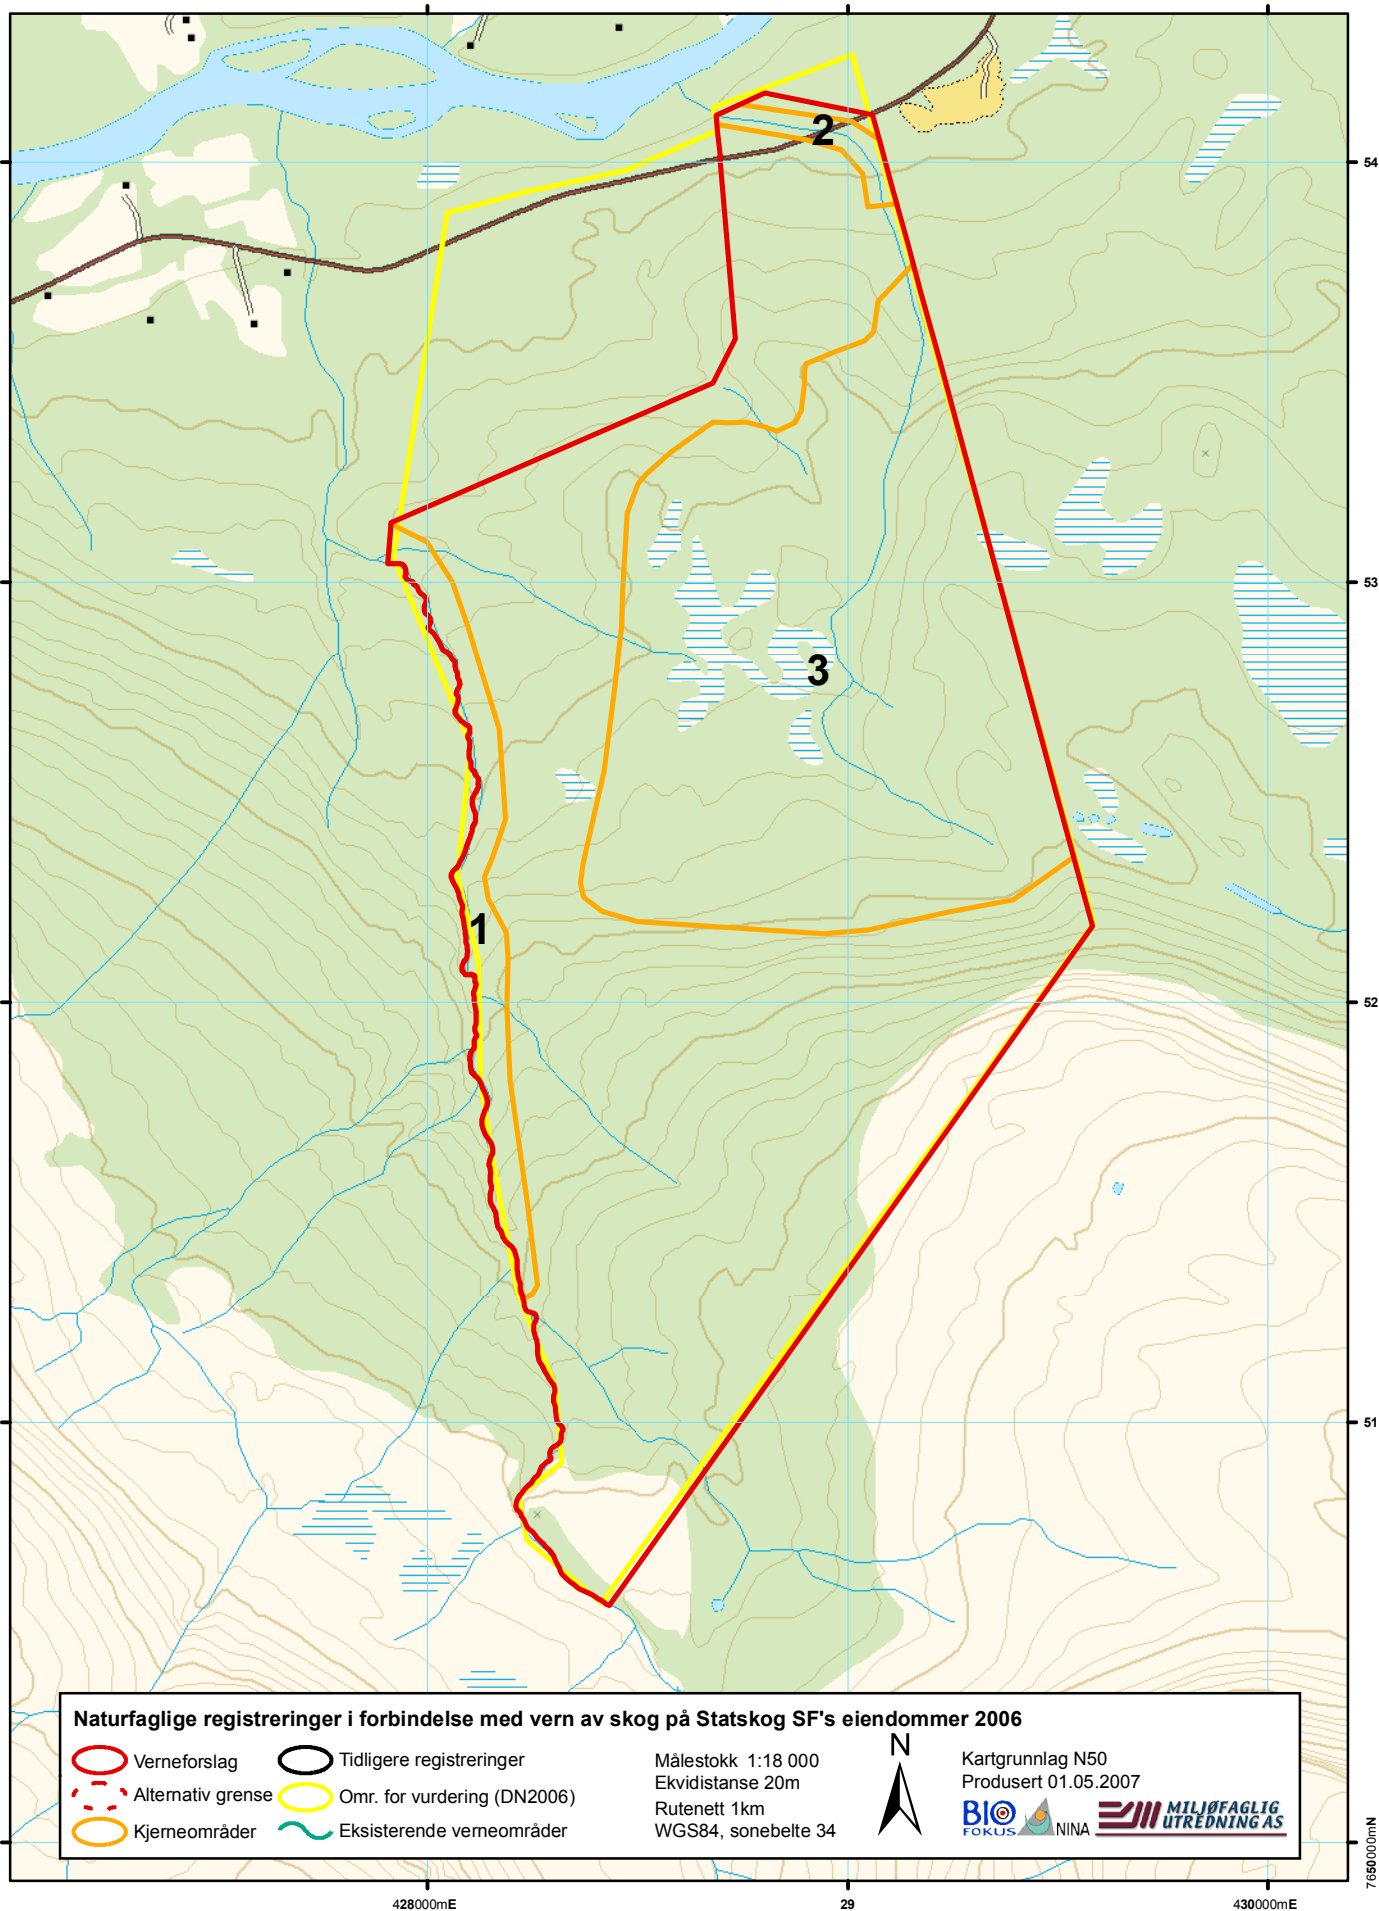 2
54
53
3
1
52
51
Naturfaglige registreringer i forbindelse med vern av skog på Statskog SF's eiendommer 2006
Verneforslag
Alternativ grense
Kjerneområder
Tidligere registreringer
Omr. for vurdering (DN2006)
Eksisterende verneområder
Målestokk 1:18 000
Ekvidistanse 20m
Rutenett 1km
WGS84, sonebelte 34
N
Kartgrunnlag N50
Produsert 01.05.2007
BIO
FOKUS
NINA
MILJØFAGLIG
UTREDNING AS
7650000mN
428000mE
29
430000mE